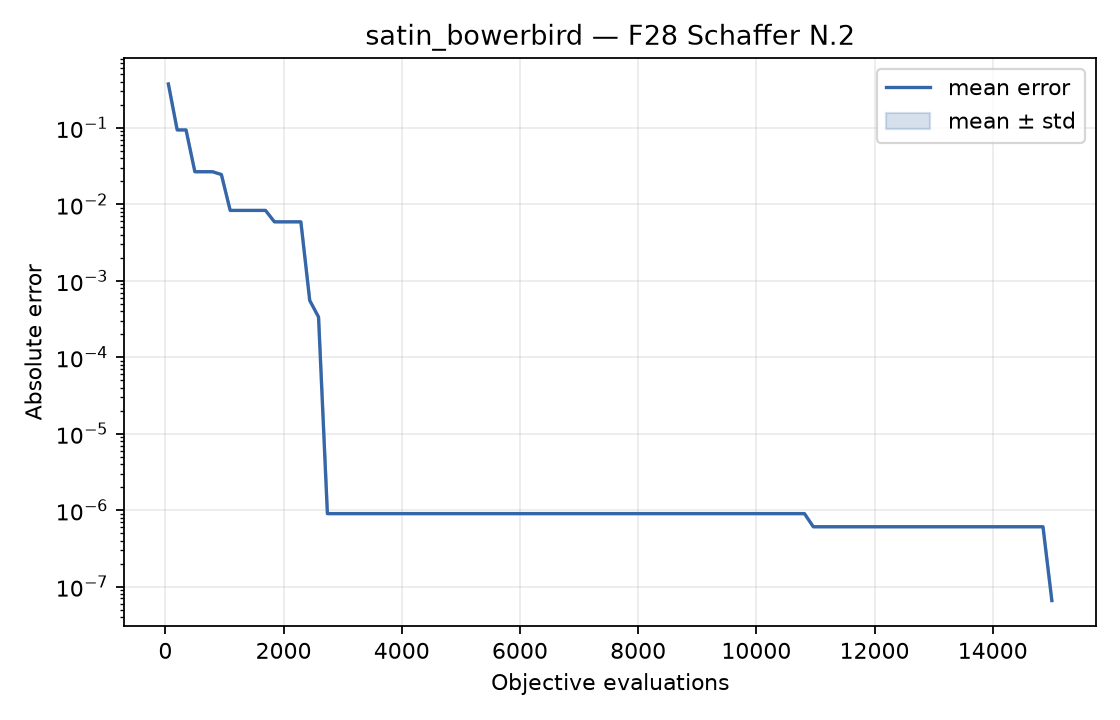 satin_bowerbird — F28 Schaffer N.2
mean error
mean ± std
Absolute error
10⁻¹
10⁻²
10⁻³
10⁻⁴
10⁻⁵
10⁻⁶
10⁻⁷
0 2000 4000 6000 8000 10000 12000 14000
Objective evaluations